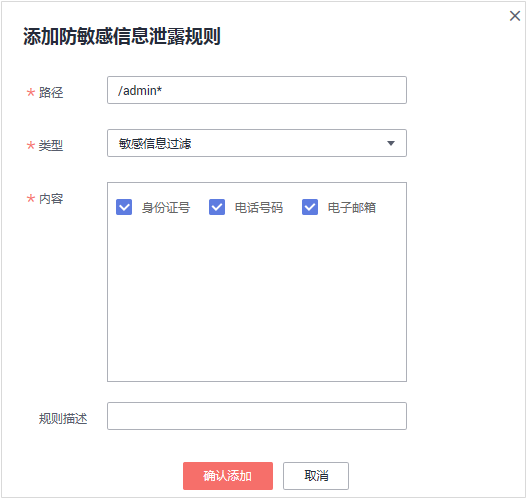 添加防敏感信息泄露规则
* 路径 /admin*
* 类型 敏感信息过滤
* 内容 身份证号 电话号码 电子邮箱
规则描述
确认添加 取消